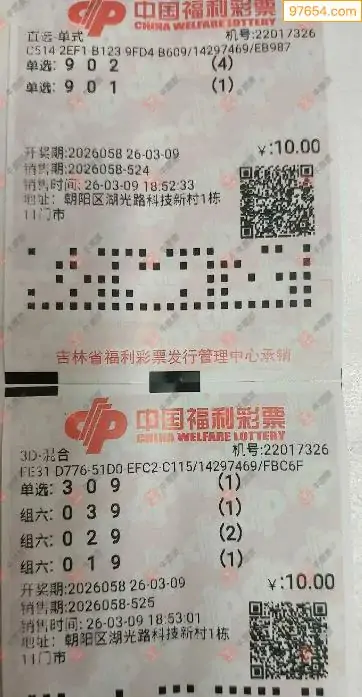 97654.com
中国福利彩票
CHINA WELFARE LOTTERY
直选-单式 机号:22017326
C514 2EF1 B123 9FD4 B609/14297469/EB987
单选: 9 0 2 (4)
单选: 9 0 1 (1)
开奖期:2026058 26-03-09 ¥:10.00
销售期:2026058-524
销售时间: 26-03-09 18:52:33
地址: 朝阳区湖光路科技新村1栋
11门市
吉林省福利彩票发行管理中心承销
中国福利彩票
CHINA WELFARE LOTTERY
3D-混合 机号:22017326
FE31-D776-51D0-EFC2-C115/14297469/FBC6F
单选: 3 0 9 (1)
组六: 0 3 9 (1)
组六: 0 2 9 (2)
组六: 0 1 9 (1)
开奖期:2026058 26-03-09 ¥:10.00
销售期:2026058-525
销售时间: 26-03-09 18:53:01
地址: 朝阳区湖光路科技新村1栋
11门市